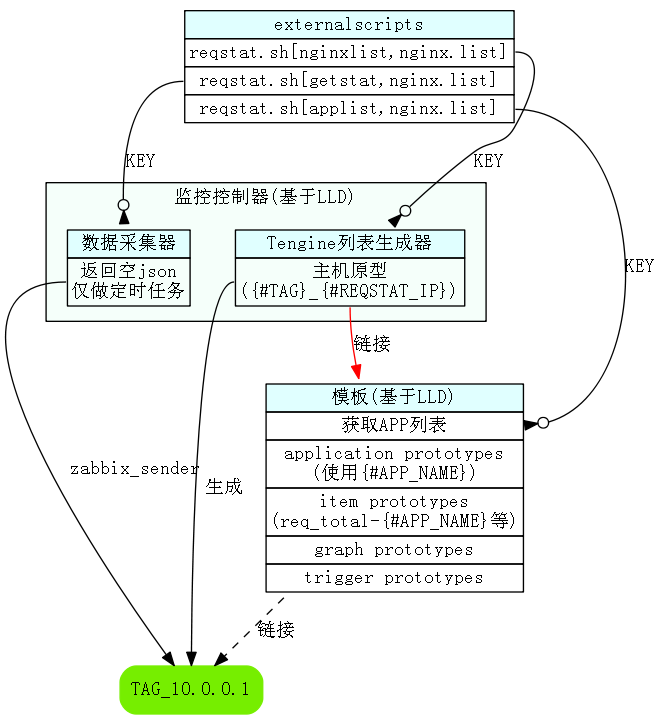 externalscripts
reqstat.sh[nginxlist,nginx.list]
reqstat.sh[getstat,nginx.list]
reqstat.sh[applist,nginx.list]
KEY
KEY
KEY
监控控制器(基于LLD)
数据采集器
返回空json
仅做定时任务
Tengine列表生成器
主机原型
({#TAG}_{#REQSTAT_IP})
链接
模板(基于LLD)
获取APP列表
application prototypes
(使用{#APP_NAME})
item prototypes
(req_total-{#APP_NAME}等)
graph prototypes
trigger prototypes
zabbix_sender
生成
链接
TAG_10.0.0.1